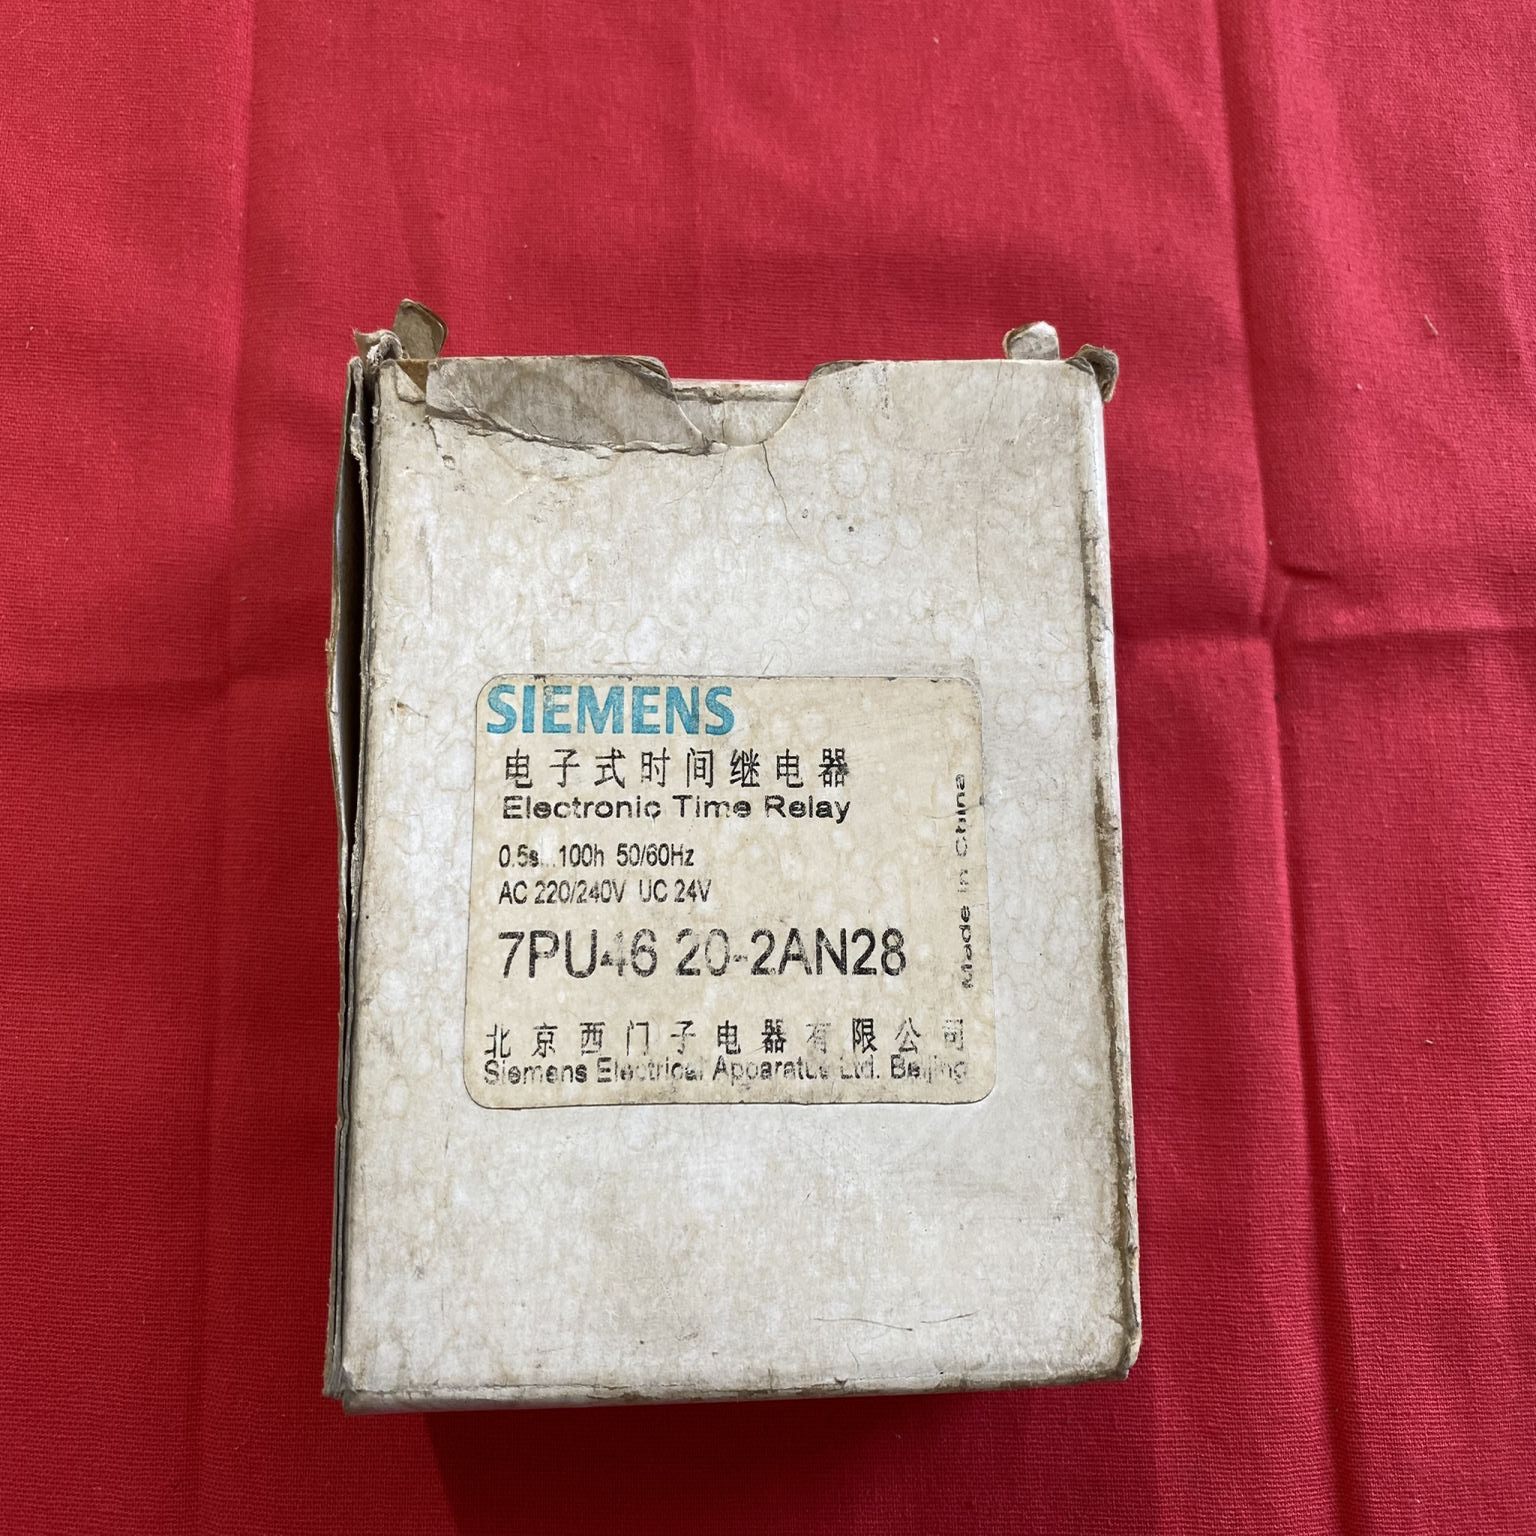 SIEMENS
电子式时间继电器
Electronic Time Relay
0.5s...100h 50/60Hz
AC 220/240V UC 24V
7PU46 20-2AN28
Made in China
北京西门子电器有限公司
Siemens Electrical Apparatus Ltd. Beijing